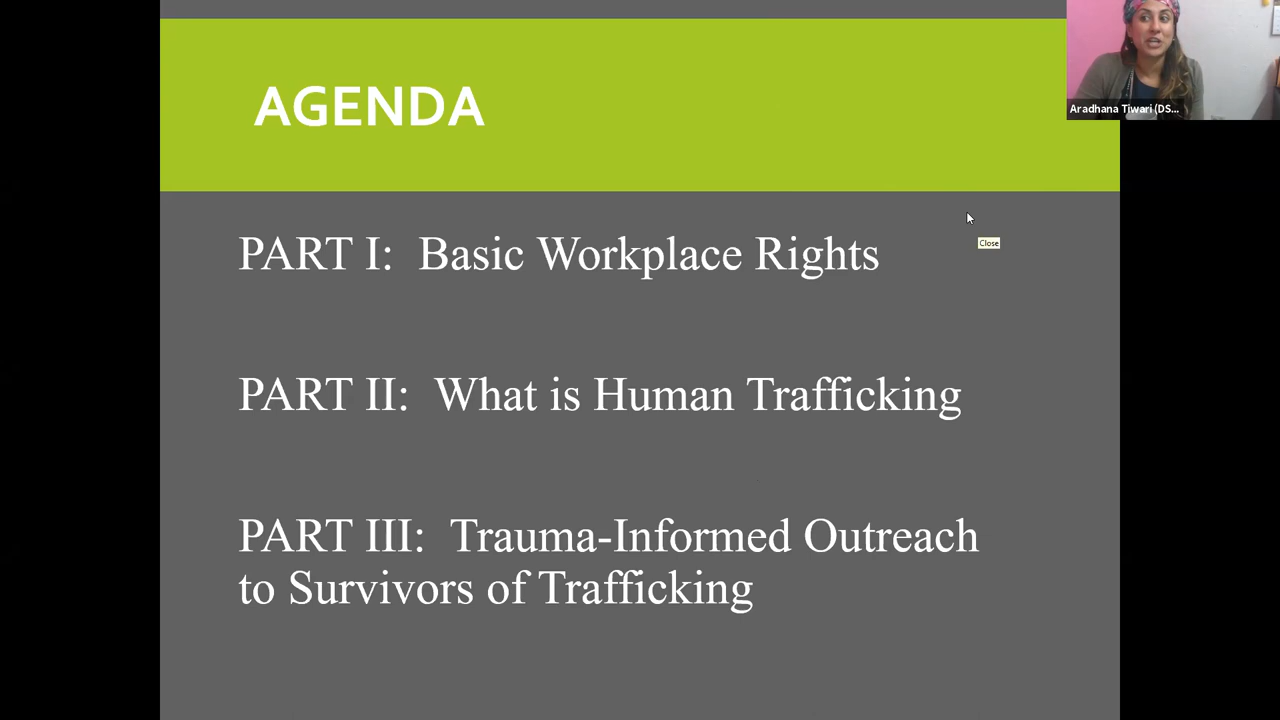 AGENDA
Aradhana Tiwari (DS...
Close
PART I: Basic Workplace Rights
PART II: What is Human Trafficking
PART III: Trauma-Informed Outreach
to Survivors of Trafficking